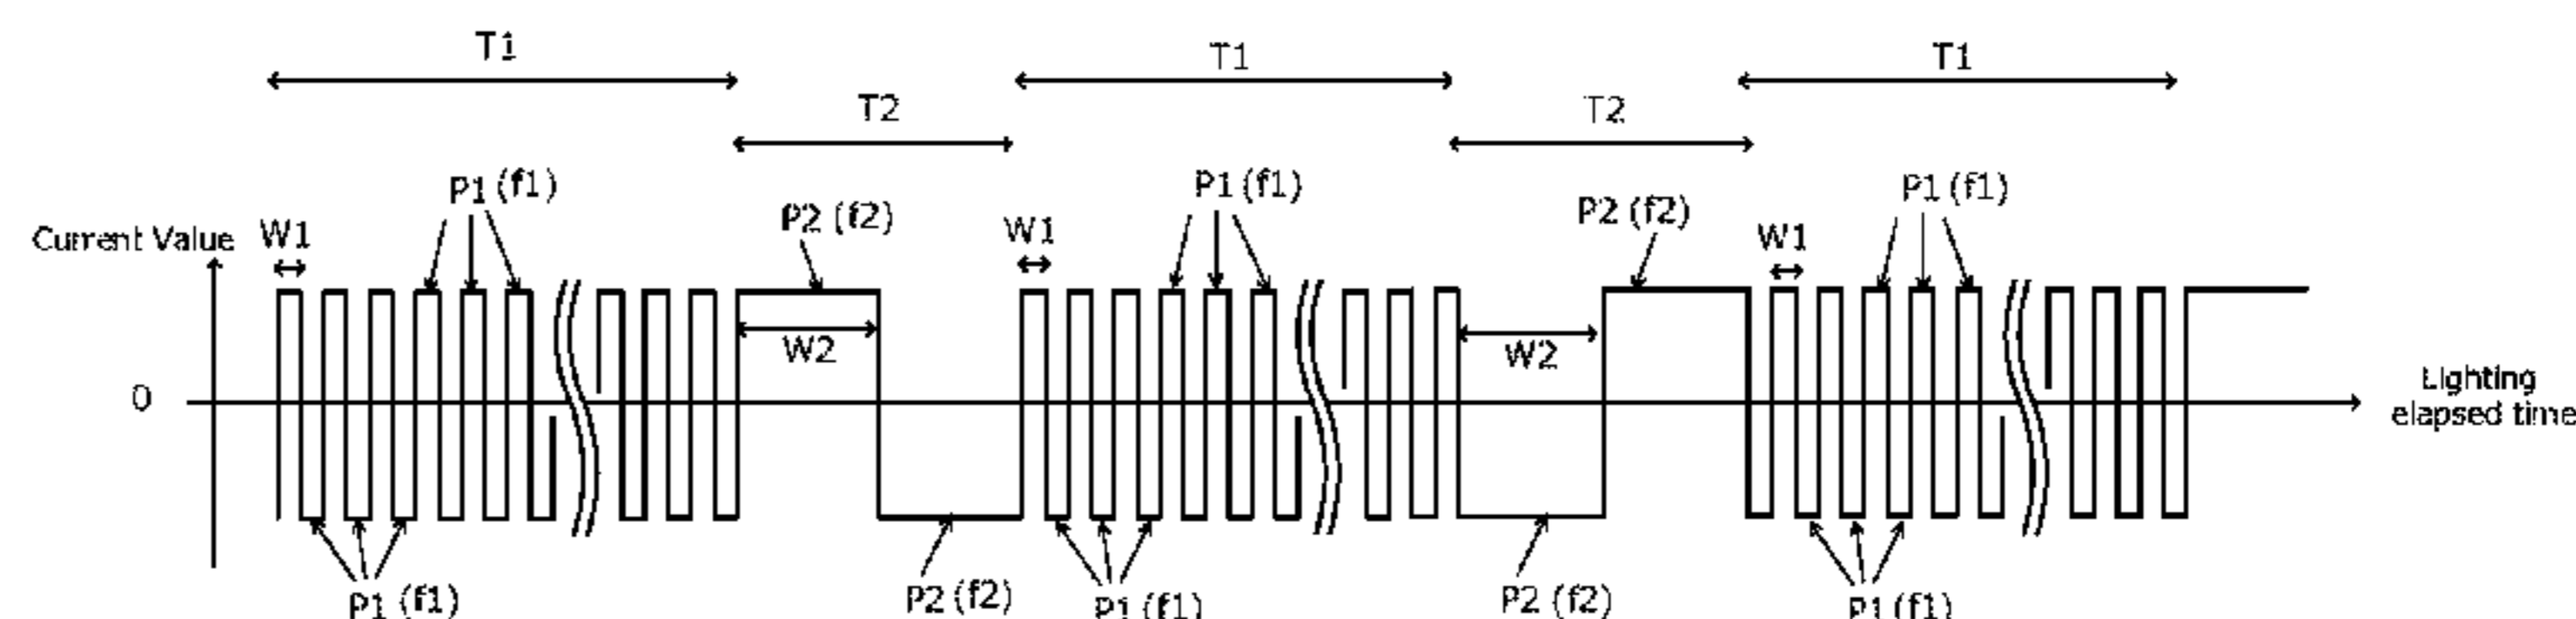 T1
T1
T1
T2
T2
P1 (f1)
P1 (f1)
P1 (f1)
P2 (f2)
P2 (f2)
Current Value
W1
W1
W1
W2
W2
0
Lighting
elapsed time
P1 (f1)
P2 (f2)
P1 (f1)
P2 (f2)
P1 (f1)